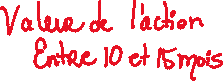 Valeur de l'action
Entre 10 et 15 mois